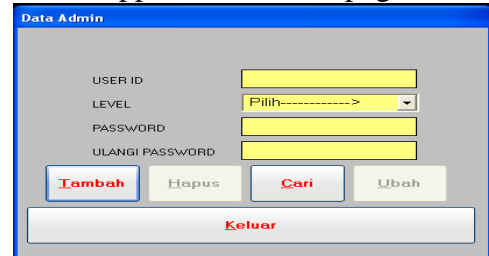 Data Admin
USER ID
LEVEL Pilih------------>
PASSWORD
ULANGI PASSWORD
Tambah Hapus Cari Ubah
Keluar